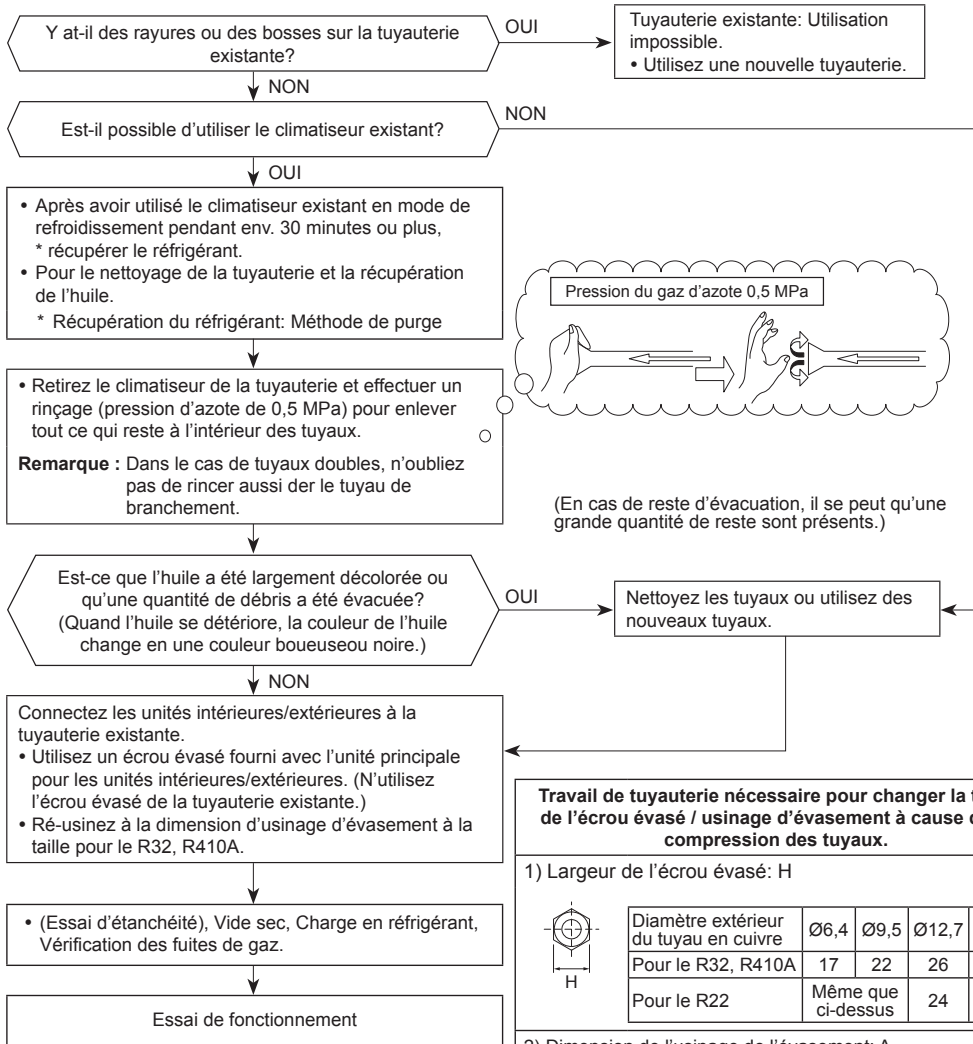 Y at-il des rayures ou des bosses sur la tuyauterie
existante?
OUI
Tuyauterie existante: Utilisation
impossible.
• Utilisez une nouvelle tuyauterie.
NON
Est-il possible d'utiliser le climatiseur existant?
NON
OUI
• Après avoir utilisé le climatiseur existant en mode de
refroidissement pendant env. 30 minutes ou plus,
* récupérer le réfrigérant.
• Pour le nettoyage de la tuyauterie et la récupération
de l'huile.
* Récupération du réfrigérant: Méthode de purge
Pression du gaz d'azote 0,5 MPa
• Retirez le climatiseur de la tuyauterie et effectuer un
rinçage (pression d'azote de 0,5 MPa) pour enlever
tout ce qui reste à l'intérieur des tuyaux.
Remarque : Dans le cas de tuyaux doubles, n'oubliez
pas de rincer aussi der le tuyau de
branchement.
(En cas de reste d'évacuation, il se peut qu'une
grande quantité de reste sont présents.)
Est-ce que l'huile a été largement décolorée ou
qu'une quantité de débris a été évacuée?
(Quand l'huile se détériore, la couleur de l'huile
change en une couleur boueuseou noire.)
OUI
Nettoyez les tuyaux ou utilisez des
nouveaux tuyaux.
NON
Connectez les unités intérieures/extérieures à la
tuyauterie existante.
• Utilisez un écrou évasé fourni avec l'unité principale
pour les unités intérieures/extérieures. (N'utilisez
l'écrou évasé de la tuyauterie existante.)
• Ré-usinez à la dimension d'usinage d'évasement à la
taille pour le R32, R410A.
• (Essai d'étanchéité), Vide sec, Charge en réfrigérant,
Vérification des fuites de gaz.
Essai de fonctionnement
Travail de tuyauterie nécessaire pour changer la
de l'écrou évasé / usinage d'évasement à cause
compression des tuyaux.
1) Largeur de l'écrou évasé: H
H
Diamètre extérieur
du tuyau en cuivre
Ø6,4 Ø9,5 Ø12,7
Pour le R32, R410A 17 22 26
Pour le R22
Même que
ci-dessus
24
2) Dimension de l'usinage de l'évasement: A